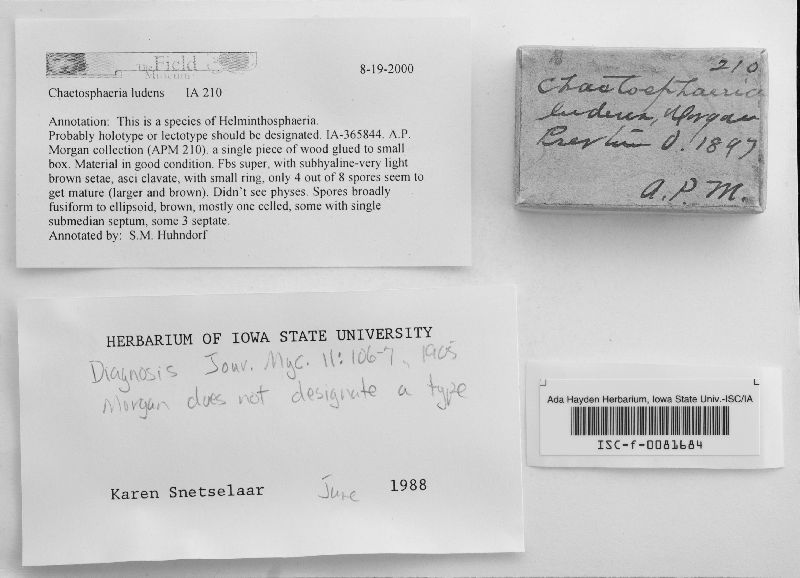 The Field
Museum
8-19-2000
Chaetosphaeria ludens IA 210
Annotation: This is a species of Helminthosphaeria.
Probably holotype or lectotype should be designated. IA-365844. A.P.
Morgan collection (APM 210). a single piece of wood glued to small
box. Material in good condition. Fbs super, with subhyaline-very light
brown setae, asci clavate, with small ring, only 4 out of 8 spores seem to
get mature (larger and brown). Didn't see physes. Spores broadly
fusiform to ellipsoid, brown, mostly one celled, some with single
submedian septum, some 3 septate.
Annotated by: S.M. Huhndorf
210
Chaetosphaeria
ludens, Morgan
Preston O. 1897
A. P. M.
HERBARIUM OF IOWA STATE UNIVERSITY
Diagnosis Jour. Myc. 11:106-7, 1905
Morgan does not designate a type
Karen Snetselaar June 1988
Ada Hayden Herbarium, Iowa State Univ.-ISC/IA
ISC-f-0081684